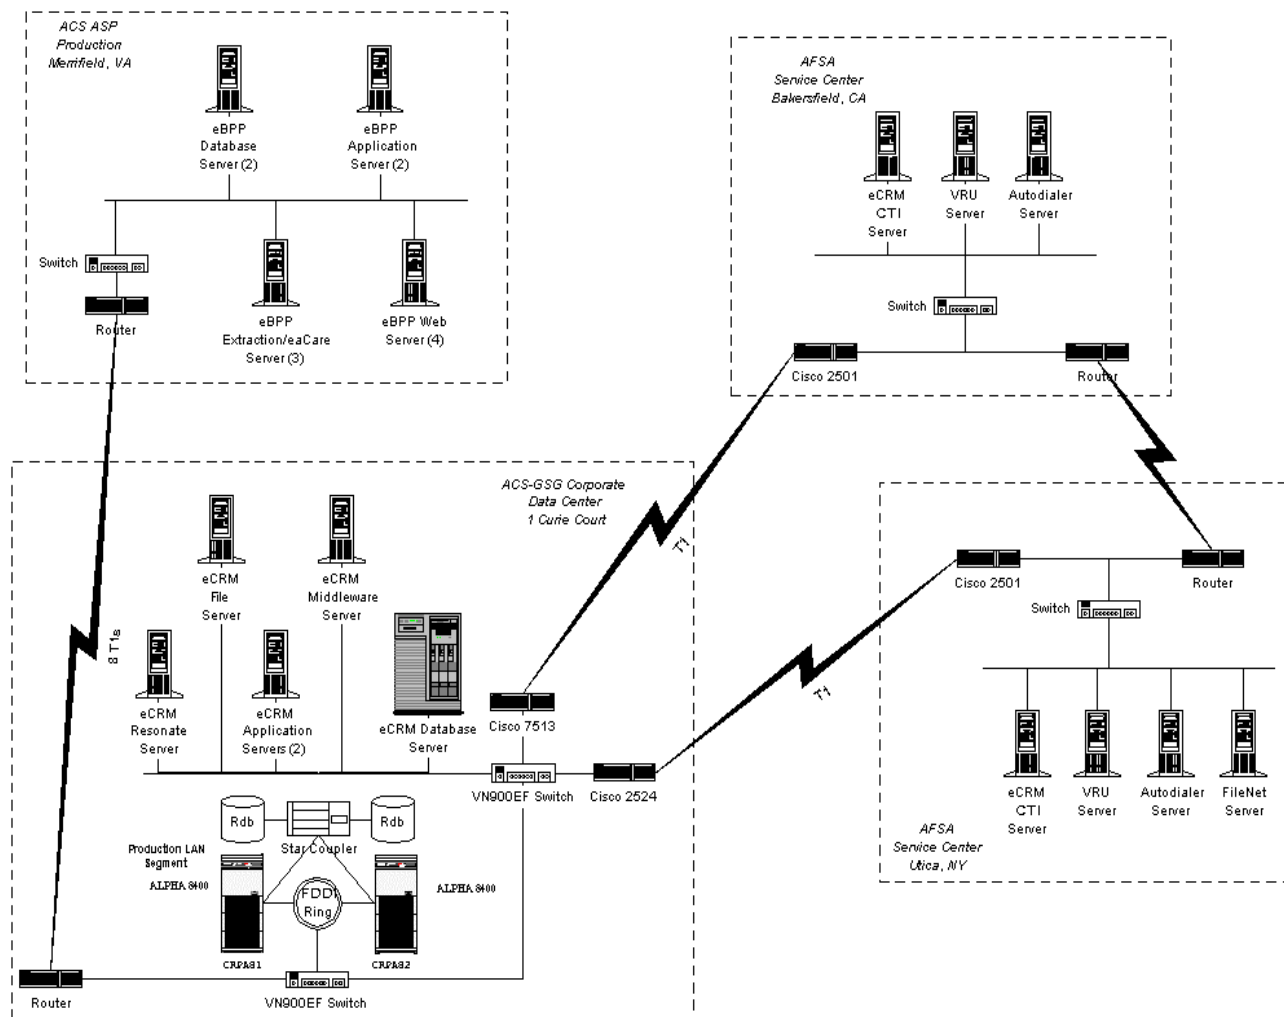 ACS ASP
Production
Merrifield, VA
eBPP
Database
Server (2)
eBPP
Application
Server (2)
Switch
Router
eBPP
Extraction/eaCare
Server (3)
eBPP Web
Server (4)
AFSA
Service Center
Bakersfield, CA
eCRM
CTI
Server
VRU
Server
Autodialer
Server
Switch
Cisco 2501
Router
8 T1s
T1
ACS-GSG Corporate
Data Center
1 Curie Court
eCRM
File
Server
eCRM
Middleware
Server
eCRM
Resonate
Server
eCRM
Application
Servers (2)
eCRM Database
Server
Cisco 7513
VN900EF Switch
Cisco 2524
Rdb
Star Coupler
Rdb
Production LAN
Segment
ALPHA 8400
FDDI
Ring
ALPHA 8400
CRPA81
CRPA82
Router
VN900EF Switch
T1
Cisco 2501
Router
Switch
eCRM
CTI
Server
VRU
Server
Autodialer
Server
FileNet
Server
AFSA
Service Center
Utica, NY